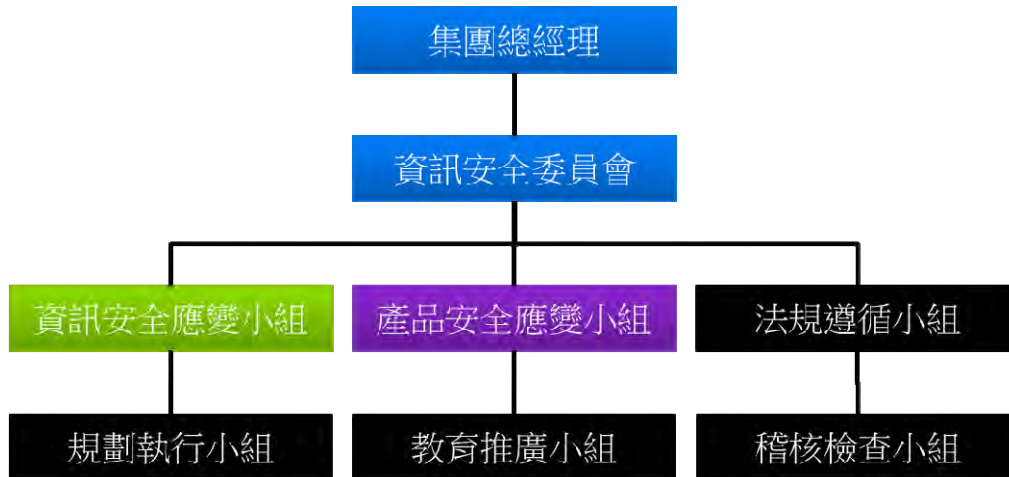 集團總經理
資訊安全委員會
資訊安全應變小組
產品安全應變小組
法規遵循小組
規劃執行小組
教育推廣小組
稽核檢查小組